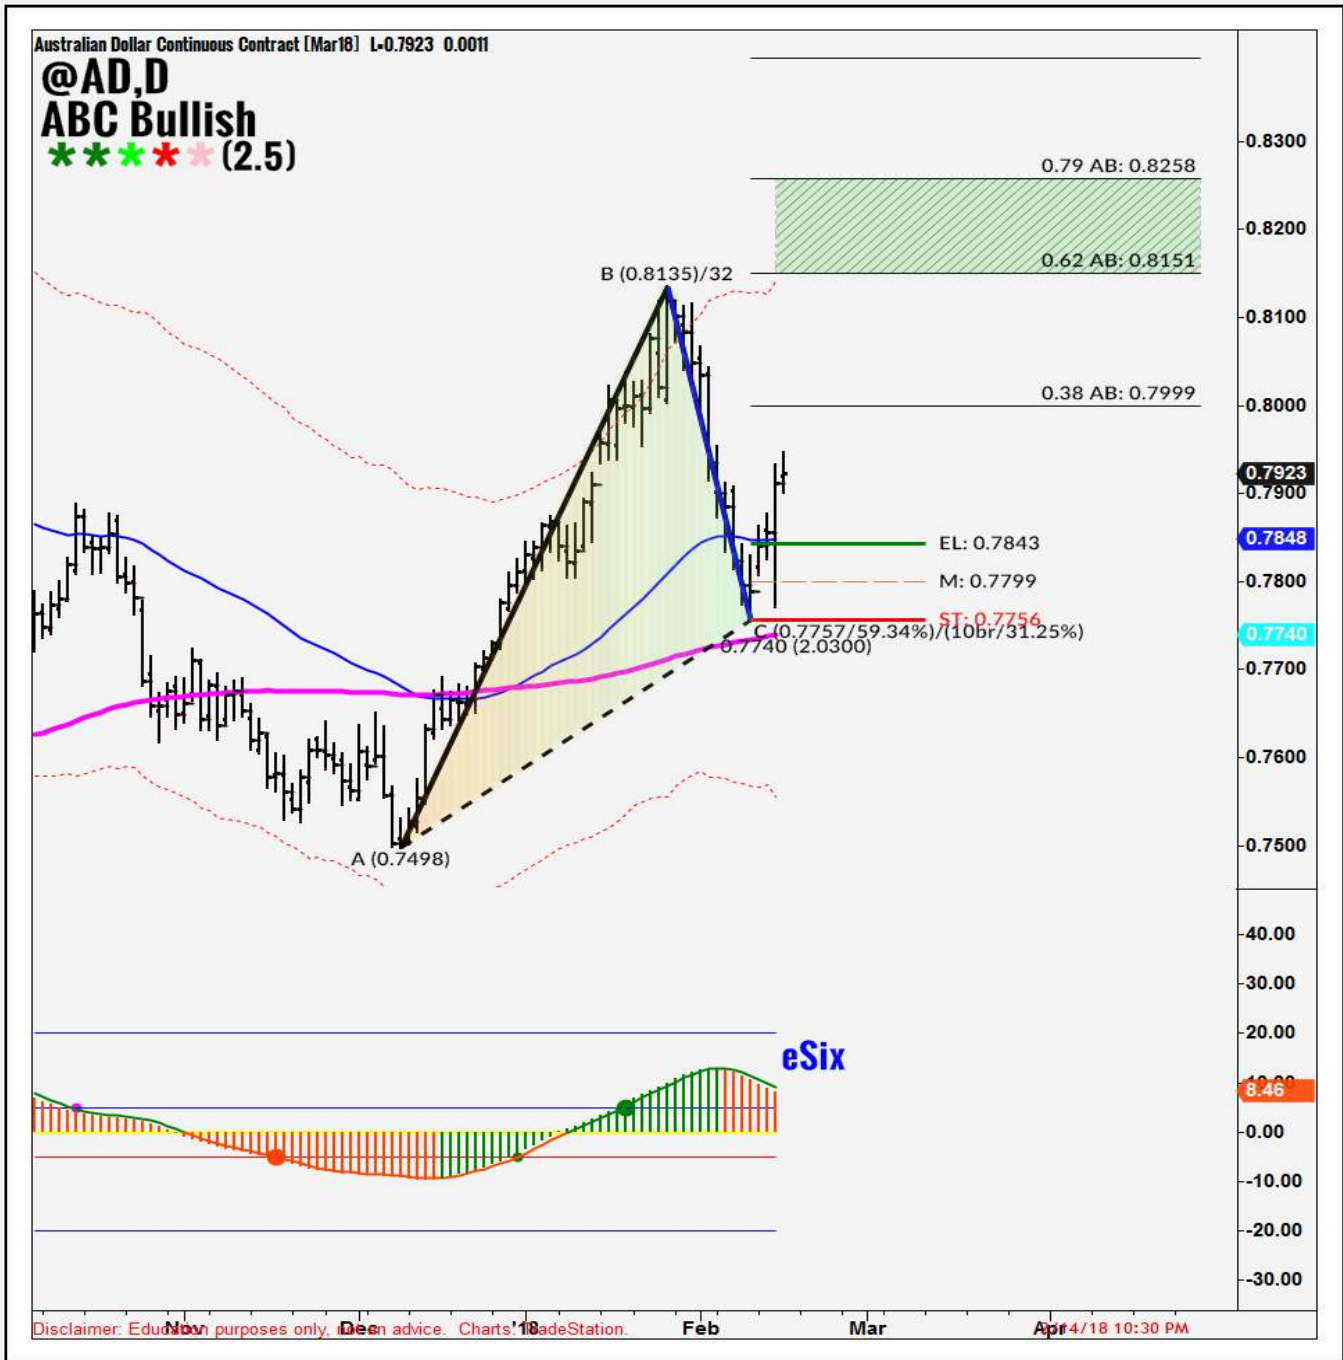 Australian Dollar Continuous Contract [Mar18] L=0.7923 0.0011
@AD,D
ABC Bullish
* * * * * (2.5)
0.8300
0.79 AB: 0.8258
0.8200
0.62 AB: 0.8151
B (0.8135)/32
0.8100
0.38 AB: 0.7999
0.8000
0.7923
0.7900
0.7848
EL: 0.7843
M: 0.7799
0.7800
ST: 0.7756
C (0.7757/59.34%)/(10br/31.25%)
0.7740
0.7740 (2.0300)
0.7700
0.7600
0.7500
A (0.7498)
40.00
30.00
20.00
eSix
8.46
0.00
-10.00
-20.00
-30.00
Nov Dec '18 Feb Mar Apr
Disclaimer: Education purposes only, not an advice. Charts: TradeStation. 2/14/18 10:30 PM